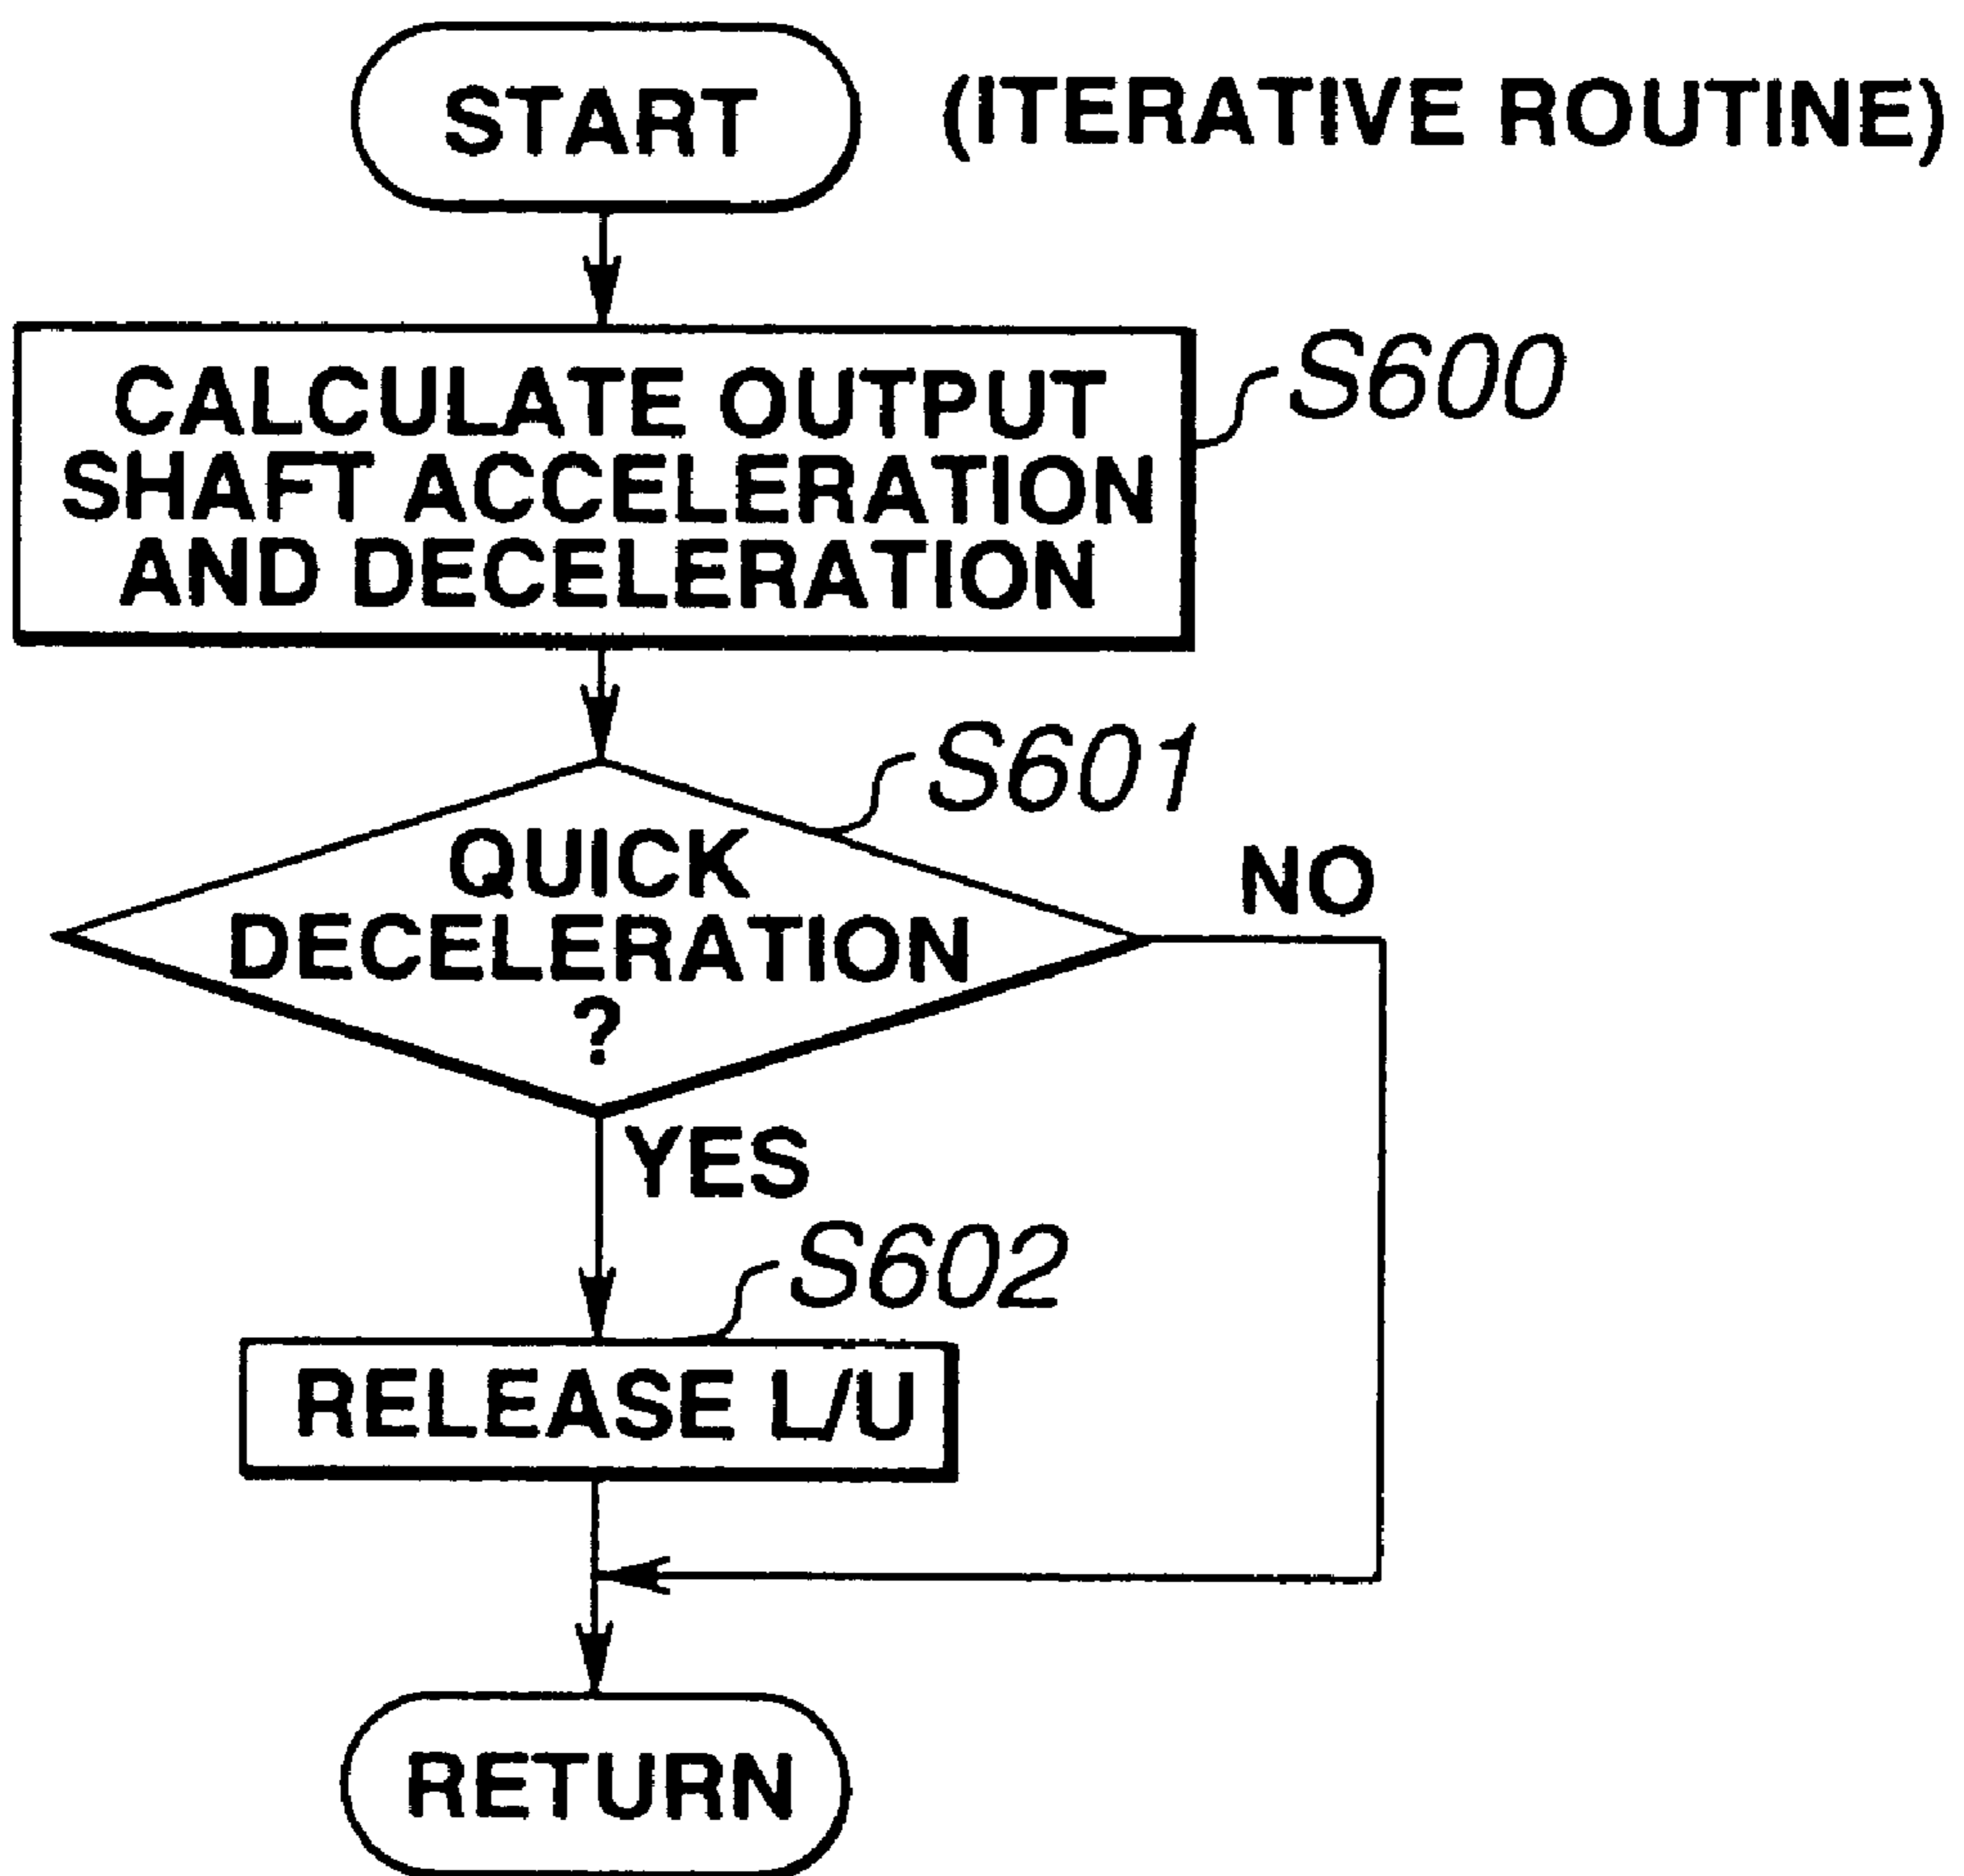 START
(ITERATIVE ROUTINE)
CALCULATE OUTPUT
SHAFT ACCELERATION
AND DECELERATION
S600
S601
QUICK
DECELERATION
?
NO
YES
S602
RELEASE L/U
RETURN